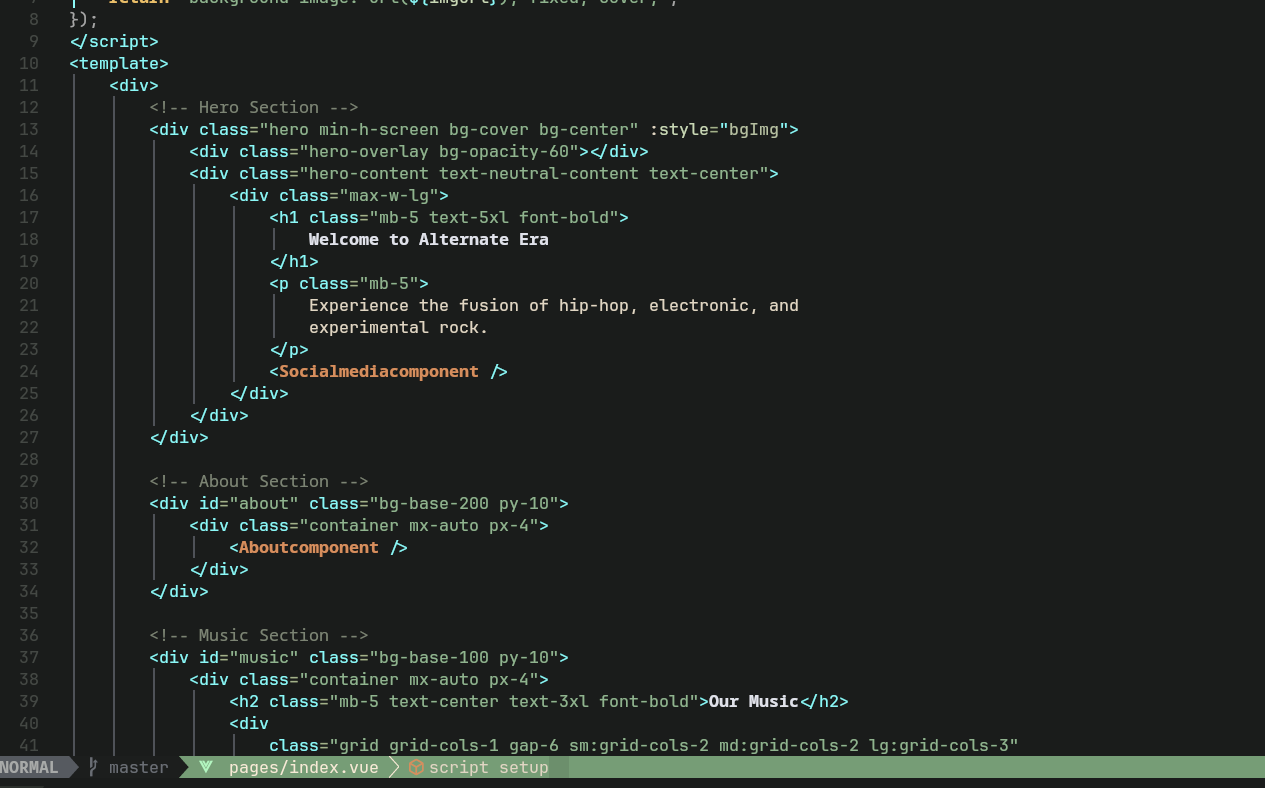 8 });
9 </script>
10 <template>
11 <div>
12 <!-- Hero Section -->
13 <div class="hero min-h-screen bg-cover bg-center" :style="bgImg">
14 <div class="hero-overlay bg-opacity-60"></div>
15 <div class="hero-content text-neutral-content text-center">
16 <div class="max-w-lg">
17 <h1 class="mb-5 text-5xl font-bold">
18 Welcome to Alternate Era
19 </h1>
20 <p class="mb-5">
21 Experience the fusion of hip-hop, electronic, and
22 experimental rock.
23 </p>
24 <Socialmediacomponent />
25 </div>
26 </div>
27 </div>
28
29 <!-- About Section -->
30 <div id="about" class="bg-base-200 py-10">
31 <div class="container mx-auto px-4">
32 <Aboutcomponent />
33 </div>
34 </div>
35
36 <!-- Music Section -->
37 <div id="music" class="bg-base-100 py-10">
38 <div class="container mx-auto px-4">
39 <h2 class="mb-5 text-center text-3xl font-bold">Our Music</h2>
40 <div
41 class="grid grid-cols-1 gap-6 sm:grid-cols-2 md:grid-cols-2 lg:grid-cols-3"
NORMAL master pages/index.vue script setup